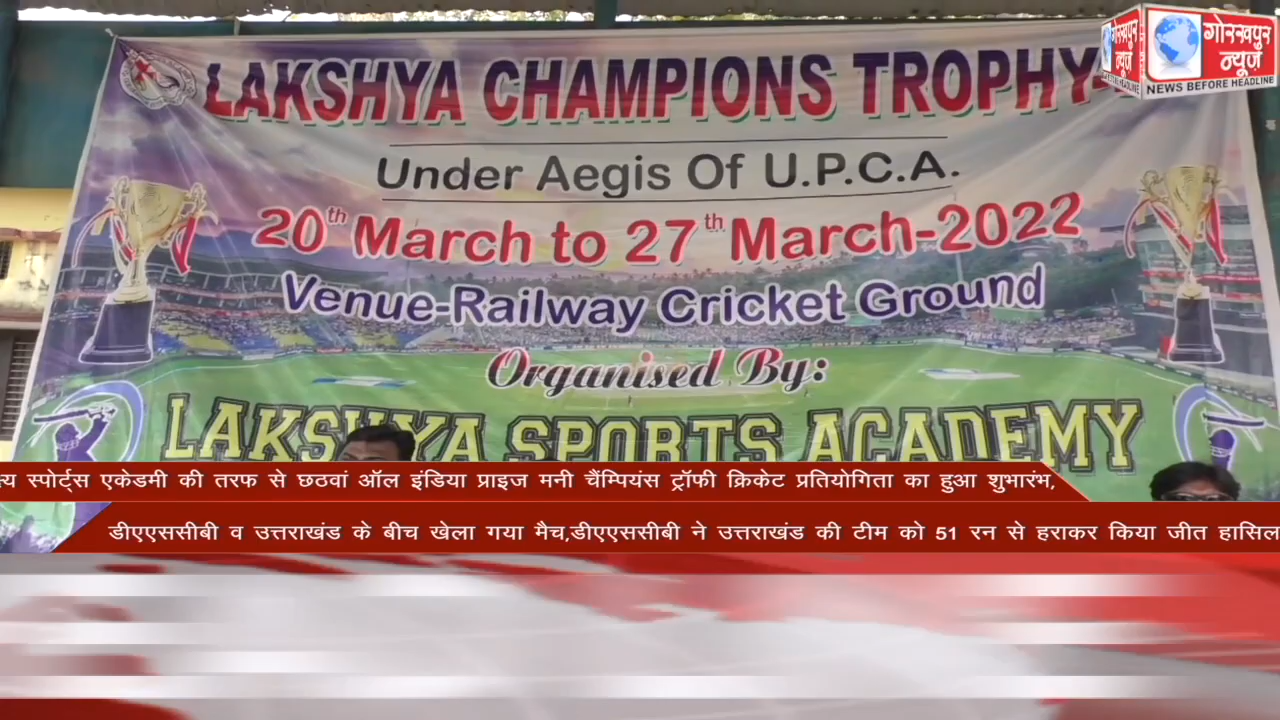 LAKSHYA CHAMPIONS TROPHY
Under Aegis Of U.P.C.A.
20th March to 27th March-2022
Venue-Railway Cricket Ground
Organised By:
LAKSHYA SPORTS ACADEMY
गोरखपुर न्यूज़
गोरखपुर न्यूज़
NEWS BEFORE HEADLINE
स्पोर्ट्स एकेडमी की तरफ से छठवां ऑल इंडिया प्राइज मनी चैंम्पियंस ट्रॉफी क्रिकेट प्रतियोगिता का हुआ शुभारंभ,
डीएएससीबी व उत्तराखंड के बीच खेला गया मैच,डीएएससीबी ने उत्तराखंड की टीम को 51 रन से हराकर किया जीत हासिल